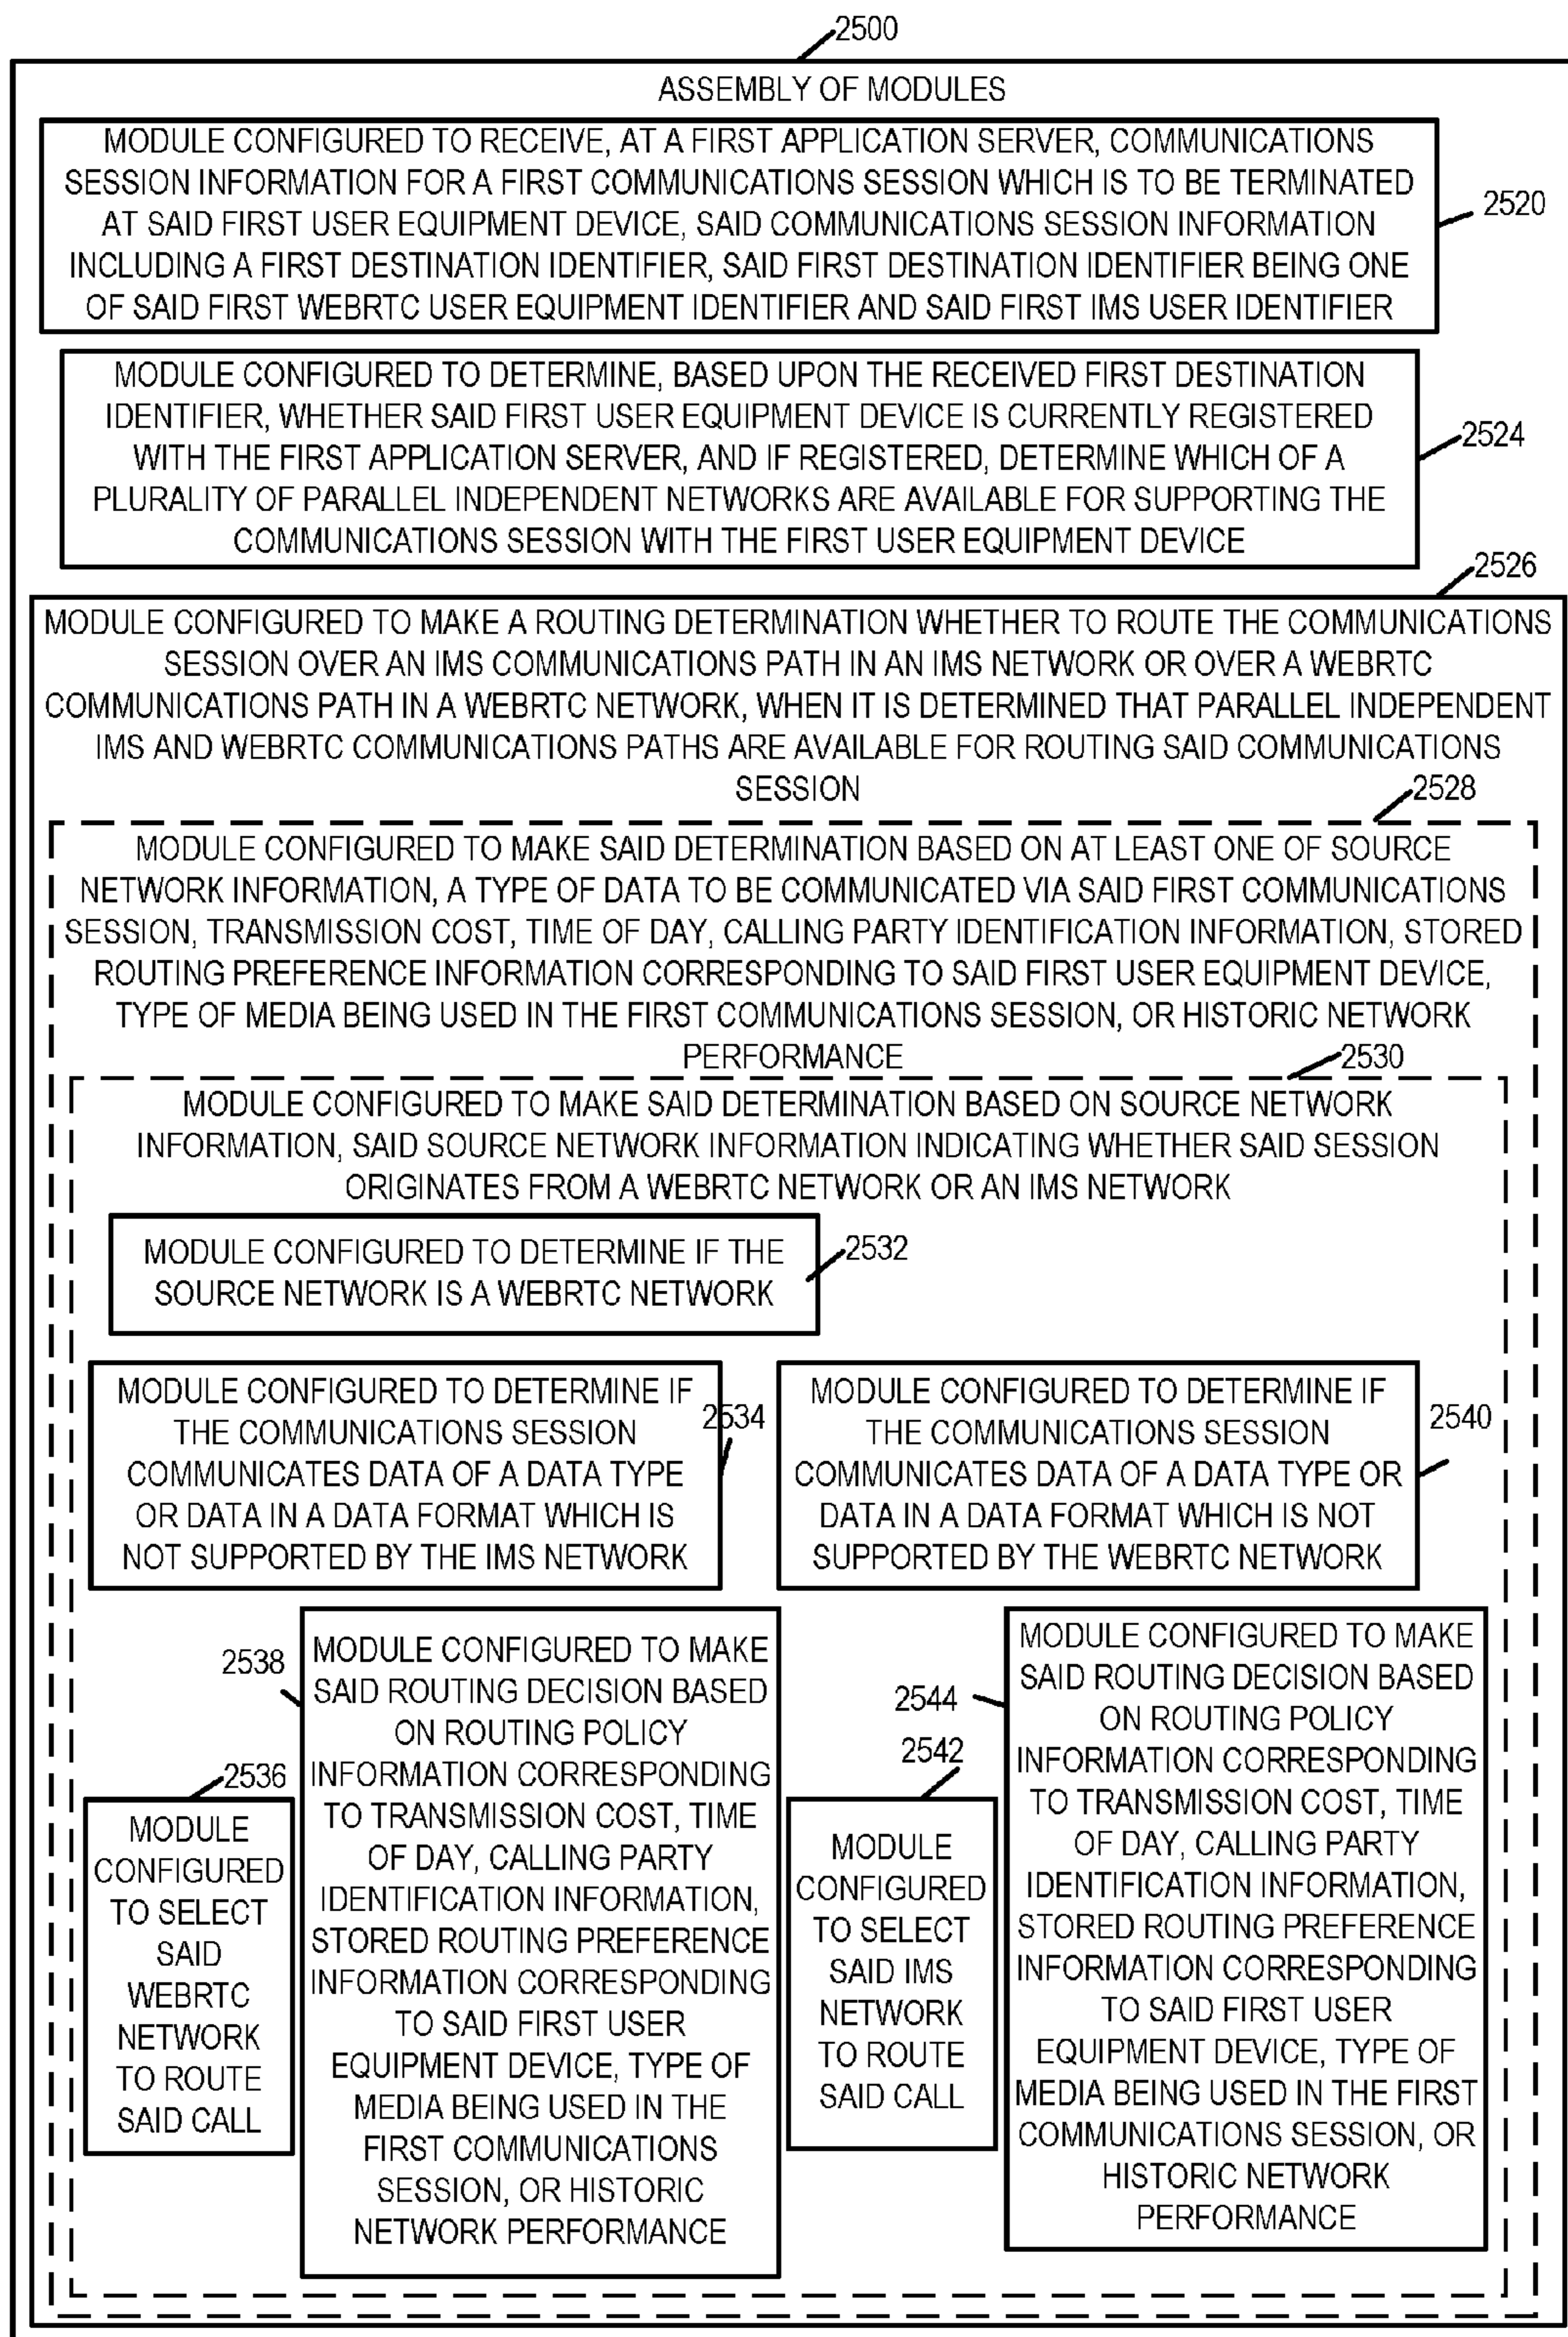 2500
ASSEMBLY OF MODULES
MODULE CONFIGURED TO RECEIVE, AT A FIRST APPLICATION SERVER, COMMUNICATIONS
SESSION INFORMATION FOR A FIRST COMMUNICATIONS SESSION WHICH IS TO BE TERMINATED
AT SAID FIRST USER EQUIPMENT DEVICE, SAID COMMUNICATIONS SESSION INFORMATION
INCLUDING A FIRST DESTINATION IDENTIFIER, SAID FIRST DESTINATION IDENTIFIER BEING ONE
OF SAID FIRST WEBRTC USER EQUIPMENT IDENTIFIER AND SAID FIRST IMS USER IDENTIFIER
2520
MODULE CONFIGURED TO DETERMINE, BASED UPON THE RECEIVED FIRST DESTINATION
IDENTIFIER, WHETHER SAID FIRST USER EQUIPMENT DEVICE IS CURRENTLY REGISTERED
WITH THE FIRST APPLICATION SERVER, AND IF REGISTERED, DETERMINE WHICH OF A
PLURALITY OF PARALLEL INDEPENDENT NETWORKS ARE AVAILABLE FOR SUPPORTING THE
COMMUNICATIONS SESSION WITH THE FIRST USER EQUIPMENT DEVICE
2524
2526
MODULE CONFIGURED TO MAKE A ROUTING DETERMINATION WHETHER TO ROUTE THE COMMUNICATIONS
SESSION OVER AN IMS COMMUNICATIONS PATH IN AN IMS NETWORK OR OVER A WEBRTC
COMMUNICATIONS PATH IN A WEBRTC NETWORK, WHEN IT IS DETERMINED THAT PARALLEL INDEPENDENT
IMS AND WEBRTC COMMUNICATIONS PATHS ARE AVAILABLE FOR ROUTING SAID COMMUNICATIONS
SESSION
2528
MODULE CONFIGURED TO MAKE SAID DETERMINATION BASED ON AT LEAST ONE OF SOURCE
NETWORK INFORMATION, A TYPE OF DATA TO BE COMMUNICATED VIA SAID FIRST COMMUNICATIONS
SESSION, TRANSMISSION COST, TIME OF DAY, CALLING PARTY IDENTIFICATION INFORMATION, STORED
ROUTING PREFERENCE INFORMATION CORRESPONDING TO SAID FIRST USER EQUIPMENT DEVICE,
TYPE OF MEDIA BEING USED IN THE FIRST COMMUNICATIONS SESSION, OR HISTORIC NETWORK
PERFORMANCE
2530
MODULE CONFIGURED TO MAKE SAID DETERMINATION BASED ON SOURCE NETWORK
INFORMATION, SAID SOURCE NETWORK INFORMATION INDICATING WHETHER SAID SESSION
ORIGINATES FROM A WEBRTC NETWORK OR AN IMS NETWORK
MODULE CONFIGURED TO DETERMINE IF THE
SOURCE NETWORK IS A WEBRTC NETWORK
2532
MODULE CONFIGURED TO DETERMINE IF
THE COMMUNICATIONS SESSION
COMMUNICATES DATA OF A DATA TYPE
OR DATA IN A DATA FORMAT WHICH IS
NOT SUPPORTED BY THE IMS NETWORK
2534
MODULE CONFIGURED TO DETERMINE IF
THE COMMUNICATIONS SESSION
COMMUNICATES DATA OF A DATA TYPE OR
DATA IN A DATA FORMAT WHICH IS NOT
SUPPORTED BY THE WEBRTC NETWORK
2540
2536
MODULE
CONFIGURED
TO SELECT
SAID
WEBRTC
NETWORK
TO ROUTE
SAID CALL
2538
MODULE CONFIGURED TO MAKE
SAID ROUTING DECISION BASED
ON ROUTING POLICY
INFORMATION CORRESPONDING
TO TRANSMISSION COST, TIME
OF DAY, CALLING PARTY
IDENTIFICATION INFORMATION,
STORED ROUTING PREFERENCE
INFORMATION CORRESPONDING
TO SAID FIRST USER
EQUIPMENT DEVICE, TYPE OF
MEDIA BEING USED IN THE
FIRST COMMUNICATIONS
SESSION, OR HISTORIC
NETWORK PERFORMANCE
2542
MODULE
CONFIGURED
TO SELECT
SAID IMS
NETWORK
TO ROUTE
SAID CALL
2544
MODULE CONFIGURED TO MAKE
SAID ROUTING DECISION BASED
ON ROUTING POLICY
INFORMATION CORRESPONDING
TO TRANSMISSION COST, TIME
OF DAY, CALLING PARTY
IDENTIFICATION INFORMATION,
STORED ROUTING PREFERENCE
INFORMATION CORRESPONDING
TO SAID FIRST USER
EQUIPMENT DEVICE, TYPE OF
MEDIA BEING USED IN THE FIRST
COMMUNICATIONS SESSION, OR
HISTORIC NETWORK
PERFORMANCE